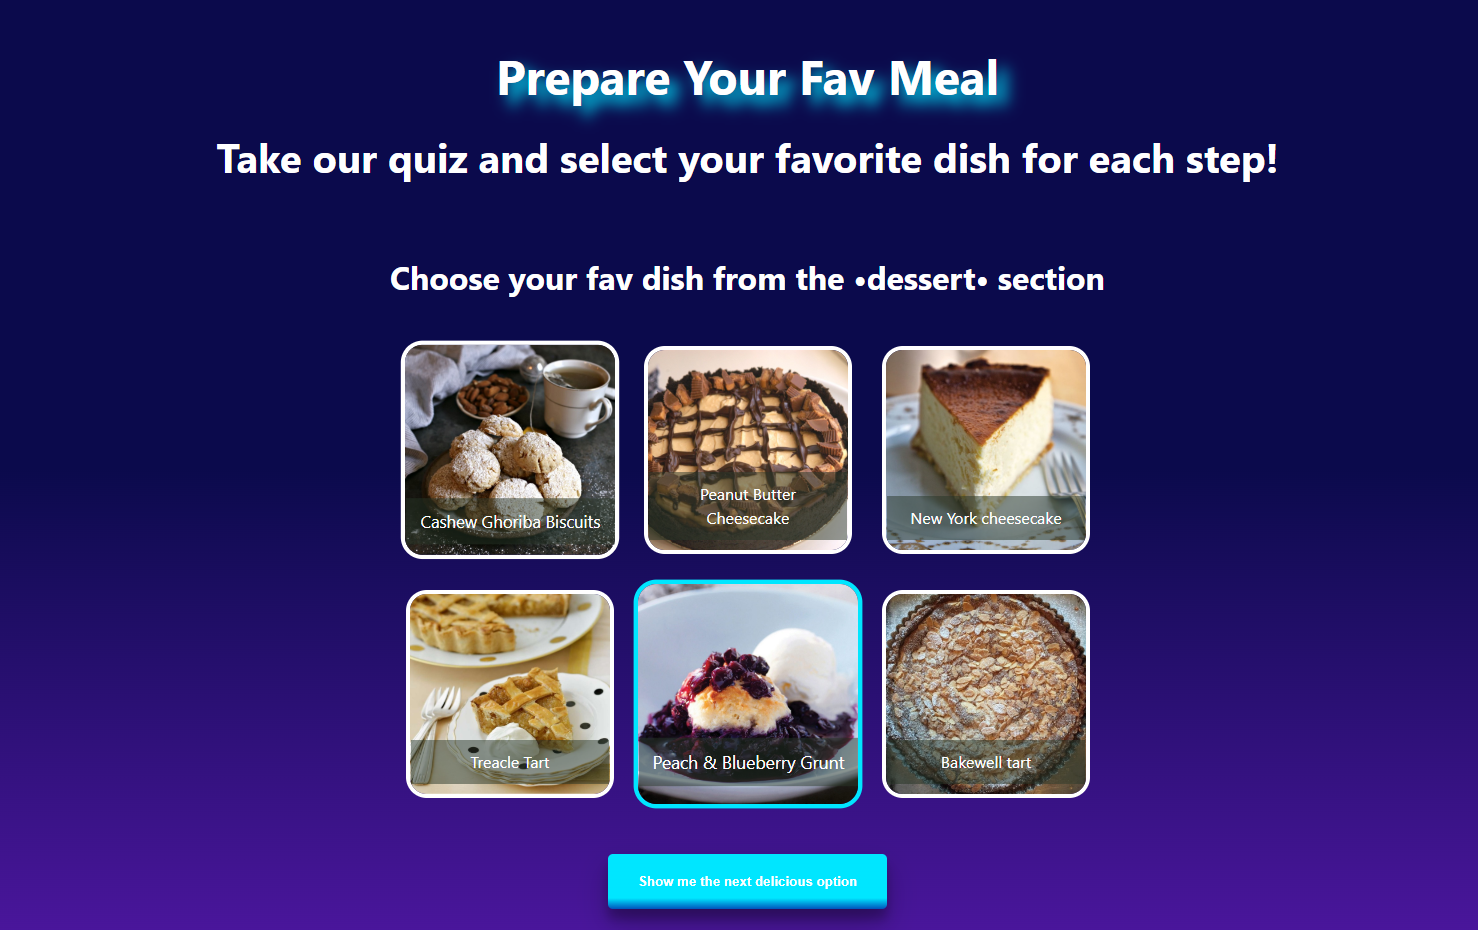 Prepare Your Fav Meal
Take our quiz and select your favorite dish for each step!
Choose your fav dish from the •dessert• section
Cashew Ghoriba Biscuits
Peanut Butter
Cheesecake
New York cheesecake
Treacle Tart
Peach & Blueberry Grunt
Bakewell tart
Show me the next delicious option